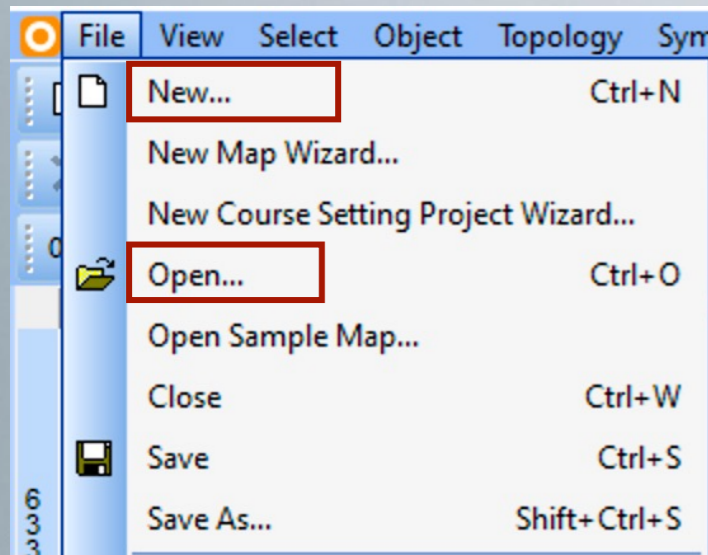 File View Select Object Topology Sym
New... Ctrl+N
New Map Wizard...
New Course Setting Project Wizard...
Open... Ctrl+O
Open Sample Map...
Close Ctrl+W
Save Ctrl+S
Save As... Shift+Ctrl+S
0
6
3
3